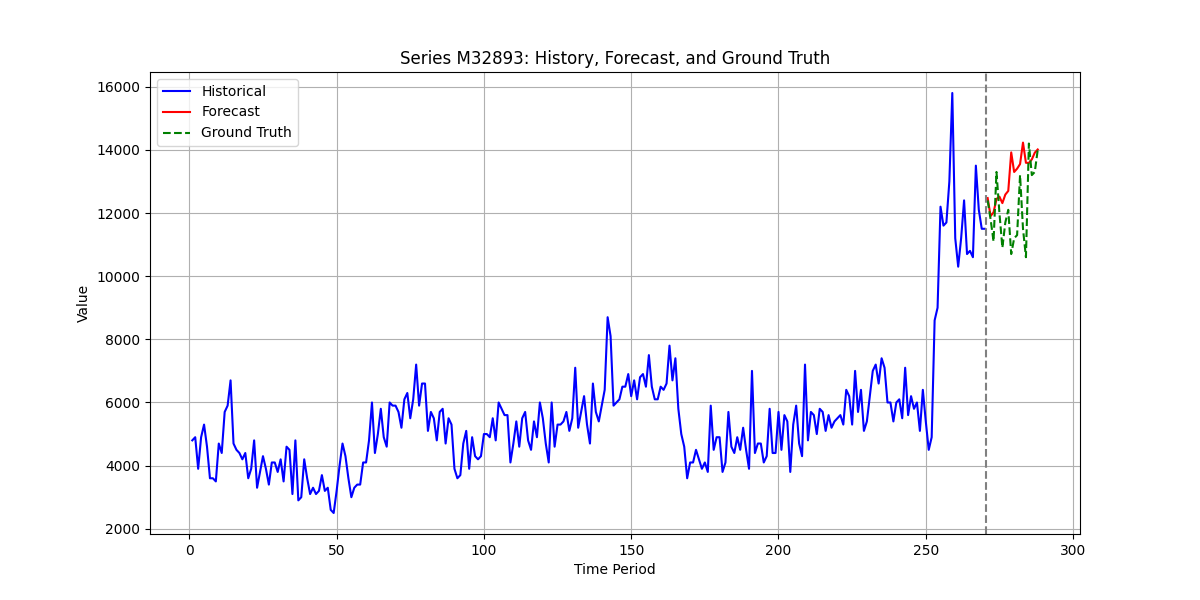 Series M32893: History, Forecast, and Ground Truth
Historical
Forecast
Ground Truth
16000
14000
12000
10000
8000
6000
4000
2000
Value
0 50 100 150 200 250 300
Time Period